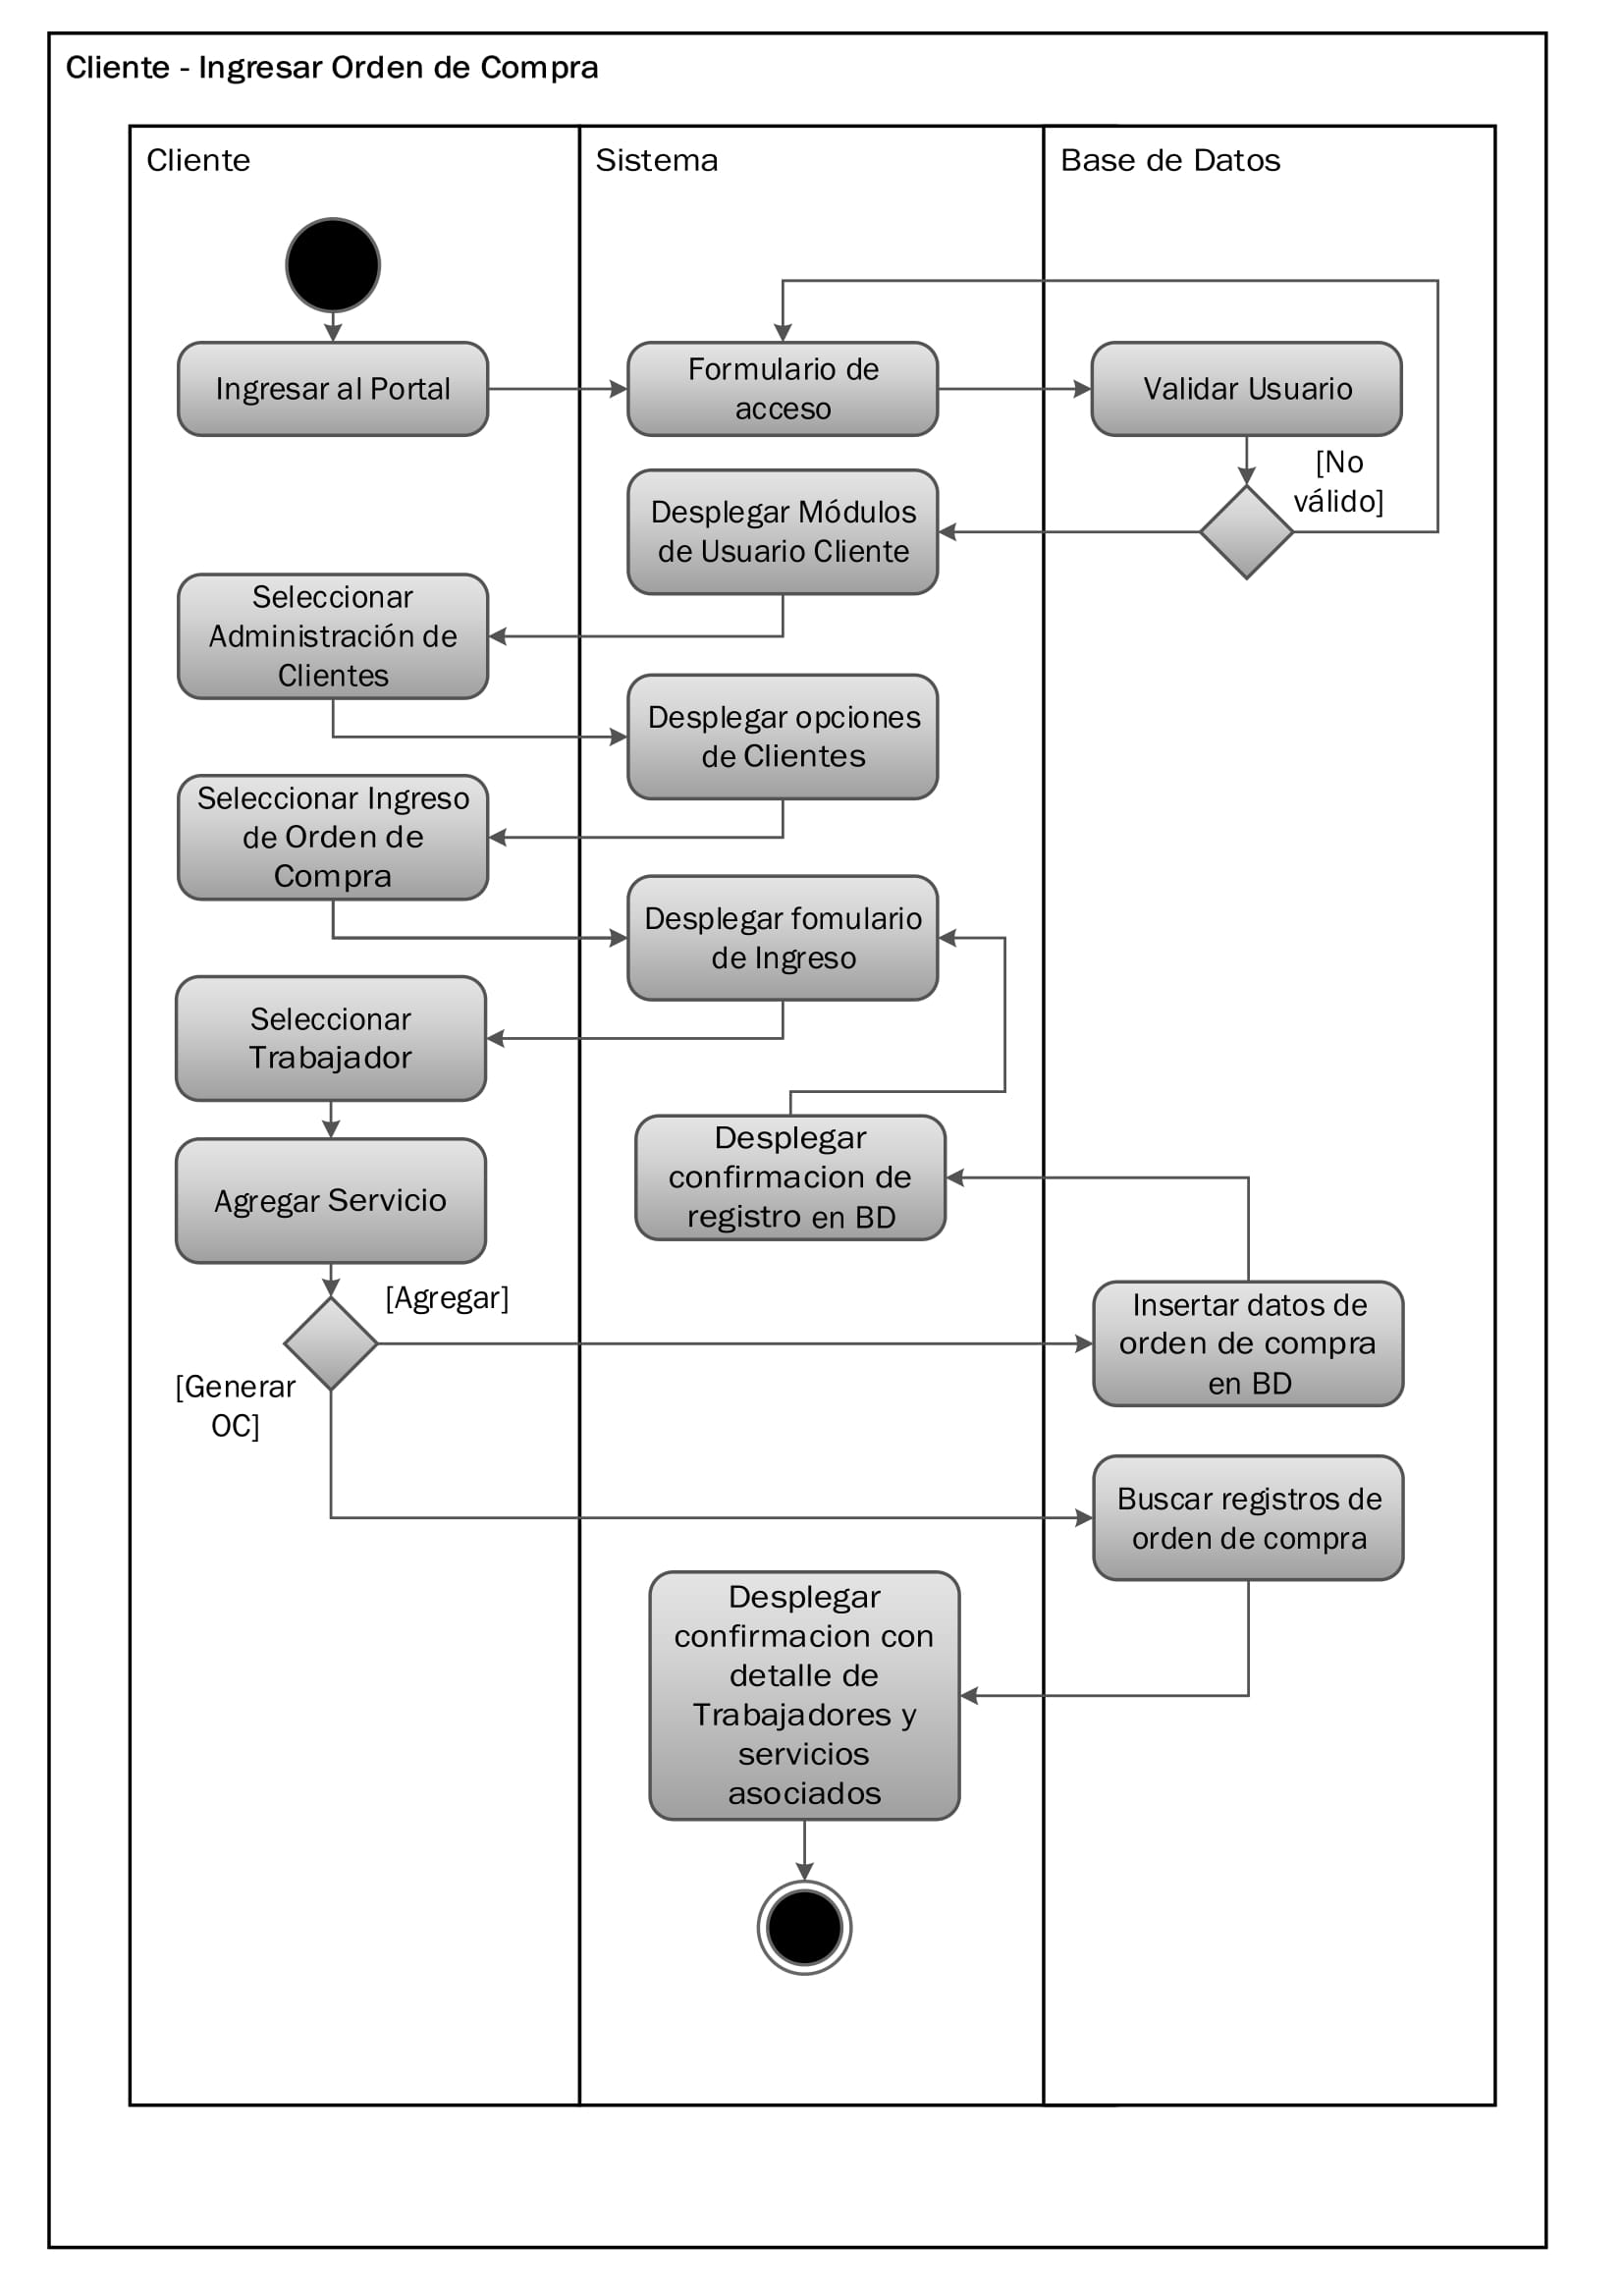 Cliente - Ingresar Orden de Compra
Cliente
Sistema
Base de Datos
Ingresar al Portal
Formulario de
acceso
Validar Usuario
[No
válido]
Desplegar Módulos
de Usuario Cliente
Seleccionar
Administración de
Clientes
Desplegar opciones
de Clientes
Seleccionar Ingreso
de Orden de
Compra
Desplegar fomulario
de Ingreso
Seleccionar
Trabajador
Desplegar
confirmacion de
registro en BD
Agregar Servicio
[Agregar]
Insertar datos de
orden de compra
en BD
[Generar
OC]
Buscar registros de
orden de compra
Desplegar
confirmacion con
detalle de
Trabajadores y
servicios
asociados